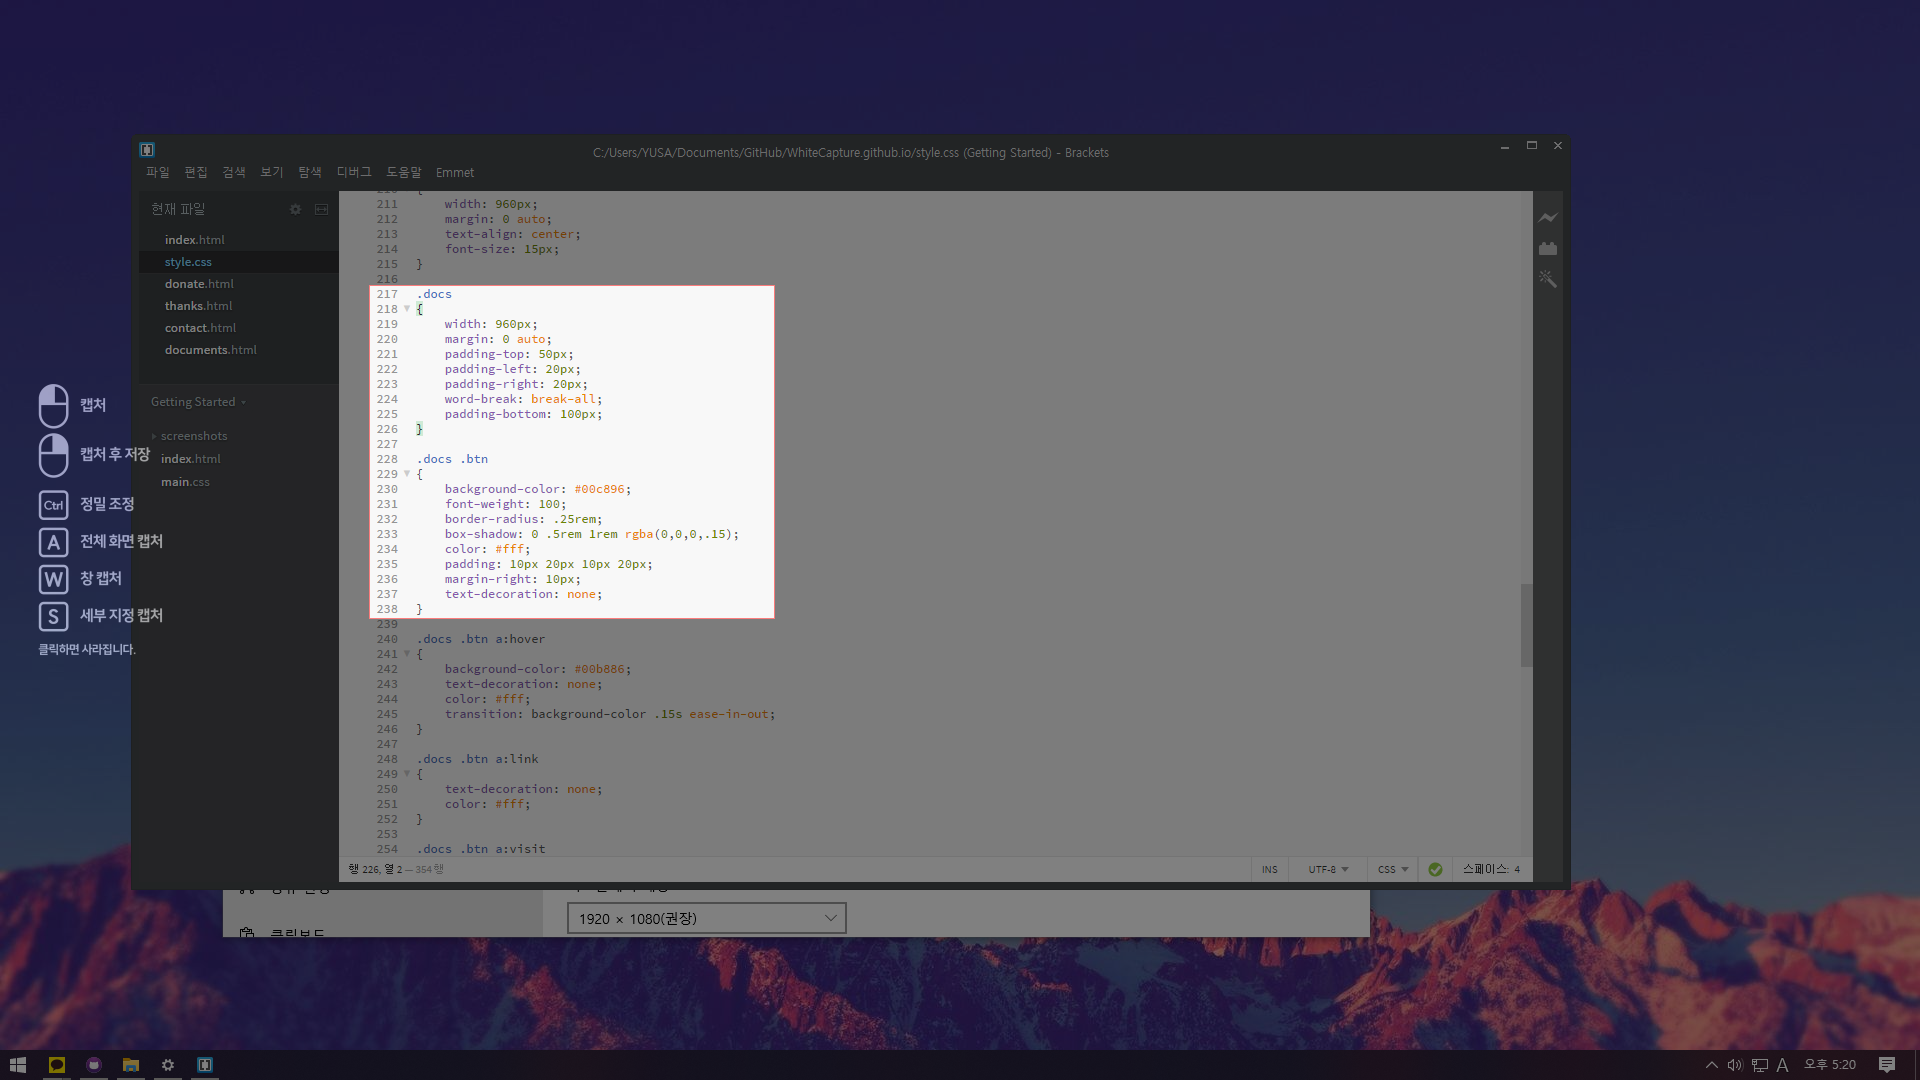 C:/Users/YUSA/Documents/GitHub/WhiteCapture.github.io/style.css (Getting Started) - Brackets
파일 편집 검색 보기 탐색 디버그 도움말 Emmet
현재 파일
index.html
style.css
donate.html
thanks.html
contact.html
documents.html
Getting Started
screenshots
index.html
main.css
캡처
캡처 후 저장
Ctrl 정밀 조정
A 전체 화면 캡처
W 창 캡처
S 세부 지정 캡처
클릭하면 사라집니다.
211 width: 960px;
212 margin: 0 auto;
213 text-align: center;
214 font-size: 15px;
215 }
216
217 .docs
218 {
219 width: 960px;
220 margin: 0 auto;
221 padding-top: 50px;
222 padding-left: 20px;
223 padding-right: 20px;
224 word-break: break-all;
225 padding-bottom: 100px;
226 }
227
228 .docs .btn
229 {
230 background-color: #00c896;
231 font-weight: 100;
232 border-radius: .25rem;
233 box-shadow: 0 .5rem 1rem rgba(0,0,0,.15);
234 color: #fff;
235 padding: 10px 20px 10px 20px;
236 margin-right: 10px;
237 text-decoration: none;
238 }
239
240 .docs .btn a:hover
241 {
242 background-color: #00b886;
243 text-decoration: none;
244 color: #fff;
245 transition: background-color .15s ease-in-out;
246 }
247
248 .docs .btn a:link
249 {
250 text-decoration: none;
251 color: #fff;
252 }
253
254 .docs .btn a:visit
행 226, 열 2 — 354 행
INS UTF-8 CSS 스페이스: 4
1920 × 1080(권장)
클립보드
A 오후 5:20